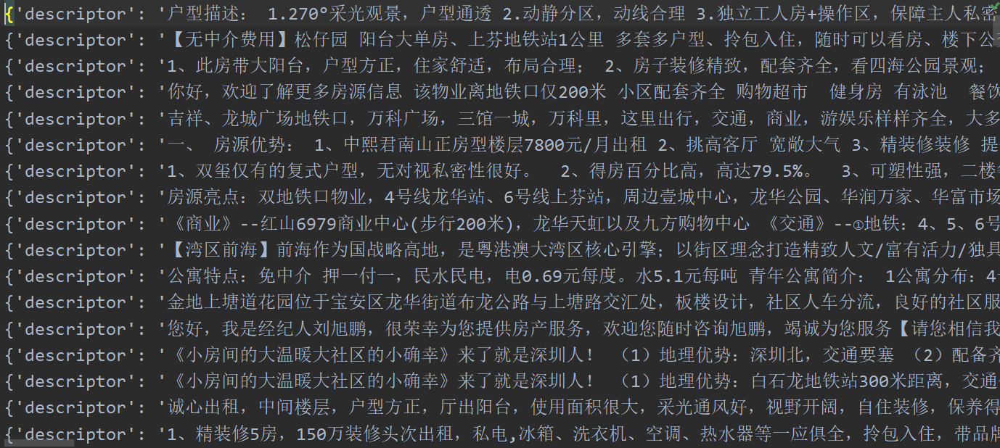 {'descriptor': '户型描述： 1.270°采光观景，户型通透 2.动静分区，动线合理 3.独立工人房+操作区，保障主人私密
{'descriptor': '【无中介费用】松仔园 阳台大单房、上芬地铁站1公里 多套多户型、拎包入住，随时可以看房、楼下公
{'descriptor': '1、此房带大阳台，户型方正，住家舒适，布局合理； 2、房子装修精致，配套齐全，看四海公园景观；
{'descriptor': '你好，欢迎了解更多房源信息 该物业离地铁口仅200米 小区配套齐全 购物超市  健身房 有泳池  餐饮
{'descriptor': '吉祥、龙城广场地铁口，万科广场，三馆一城，万科里，这里出行，交通，商业，游娱乐样样齐全，大多
{'descriptor': '一、 房源优势： 1、中熙君南山正房型楼层7800元/月出租 2、挑高客厅 宽敞大气 3、精装修装修 提
{'descriptor': '1、双玺仅有的复式户型，无对视私密性很好。  2、得房百分比高，高达79.5%。  3、可塑性强，二楼
{'descriptor': '房源亮点：双地铁口物业，4号线龙华站、6号线上芬站，周边壹城中心，龙华公园、华润万家、华富市场
{'descriptor': '《商业》--红山6979商业中心(步行200米)，龙华天虹以及九方购物中心 《交通》--①地铁：4、5、6号
{'descriptor': '【湾区前海】前海作为国战略高地，是粤港澳大湾区核心引擎；以街区理念打造精致人文/富有活力/独具
{'descriptor': '公寓特点：免中介 押一付一，民水民电，电0.69元每度。水5.1元每吨 青年公寓简介： 1公寓分布：4
{'descriptor': '金地上塘道花园位于宝安区龙华街道布龙公路与上塘路交汇处，板楼设计，社区人车分流，良好的社区服
{'descriptor': '您好，我是经纪人刘旭鹏，很荣幸为您提供房产服务，欢迎您随时咨询旭鹏，竭诚为您服务【请您相信我
{'descriptor': '《小房间的大温暖大社区的小确幸》来了就是深圳人！ （1）地理优势：深圳北，交通要塞 （2）配备齐
{'descriptor': '《小房间的大温暖大社区的小确幸》来了就是深圳人！ （1）地理优势：白石龙地铁站300米距离，交通
{'descriptor': '诚心出租，中间楼层，户型方正，厅出阳台，使用面积很大，采光通风好，视野开阔，自住装修，保养得
{'descriptor': '1、精装修5房，150万装修头次出租，私电,冰箱、洗衣机、空调、热水器等一应俱全，拎包入住，带品牌